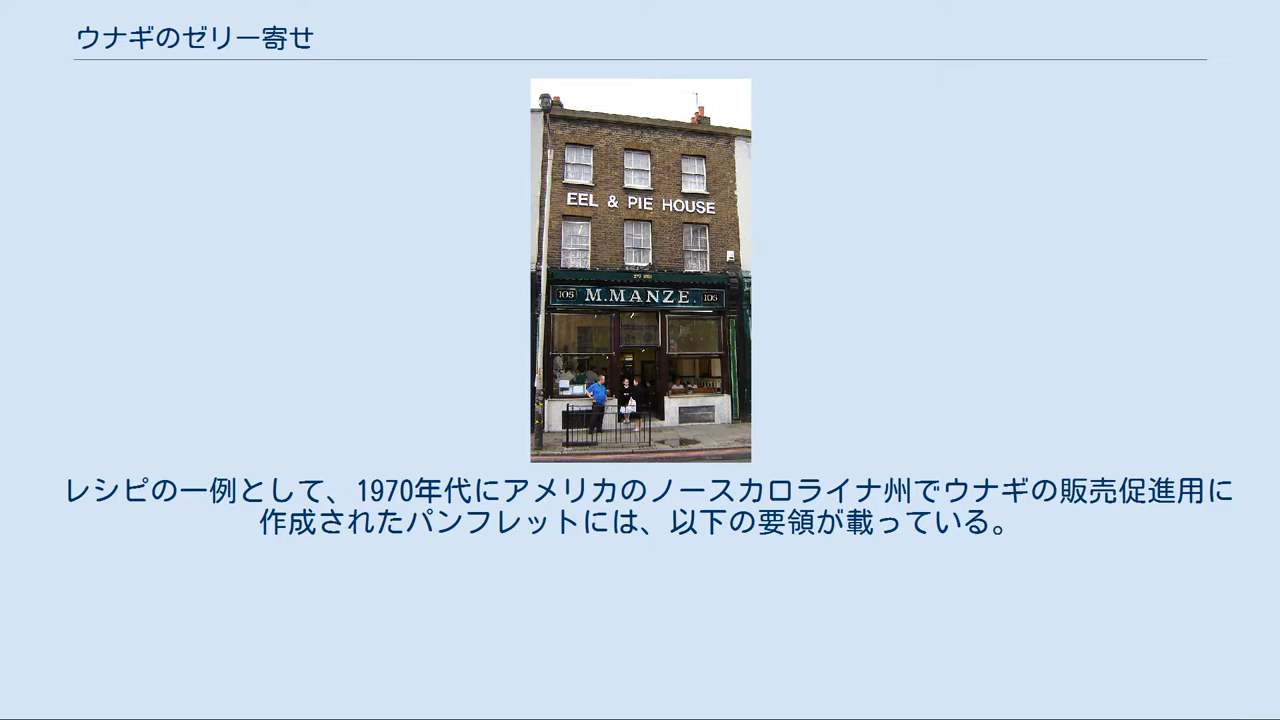 ウナギのゼリー寄せ
EEL & PIE HOUSE
105 M.MANZE. 105
レシピの一例として、1970年代にアメリカのノースカロライナ州でウナギの販売促進用に
作成されたパンフレットには、以下の要領が載っている。